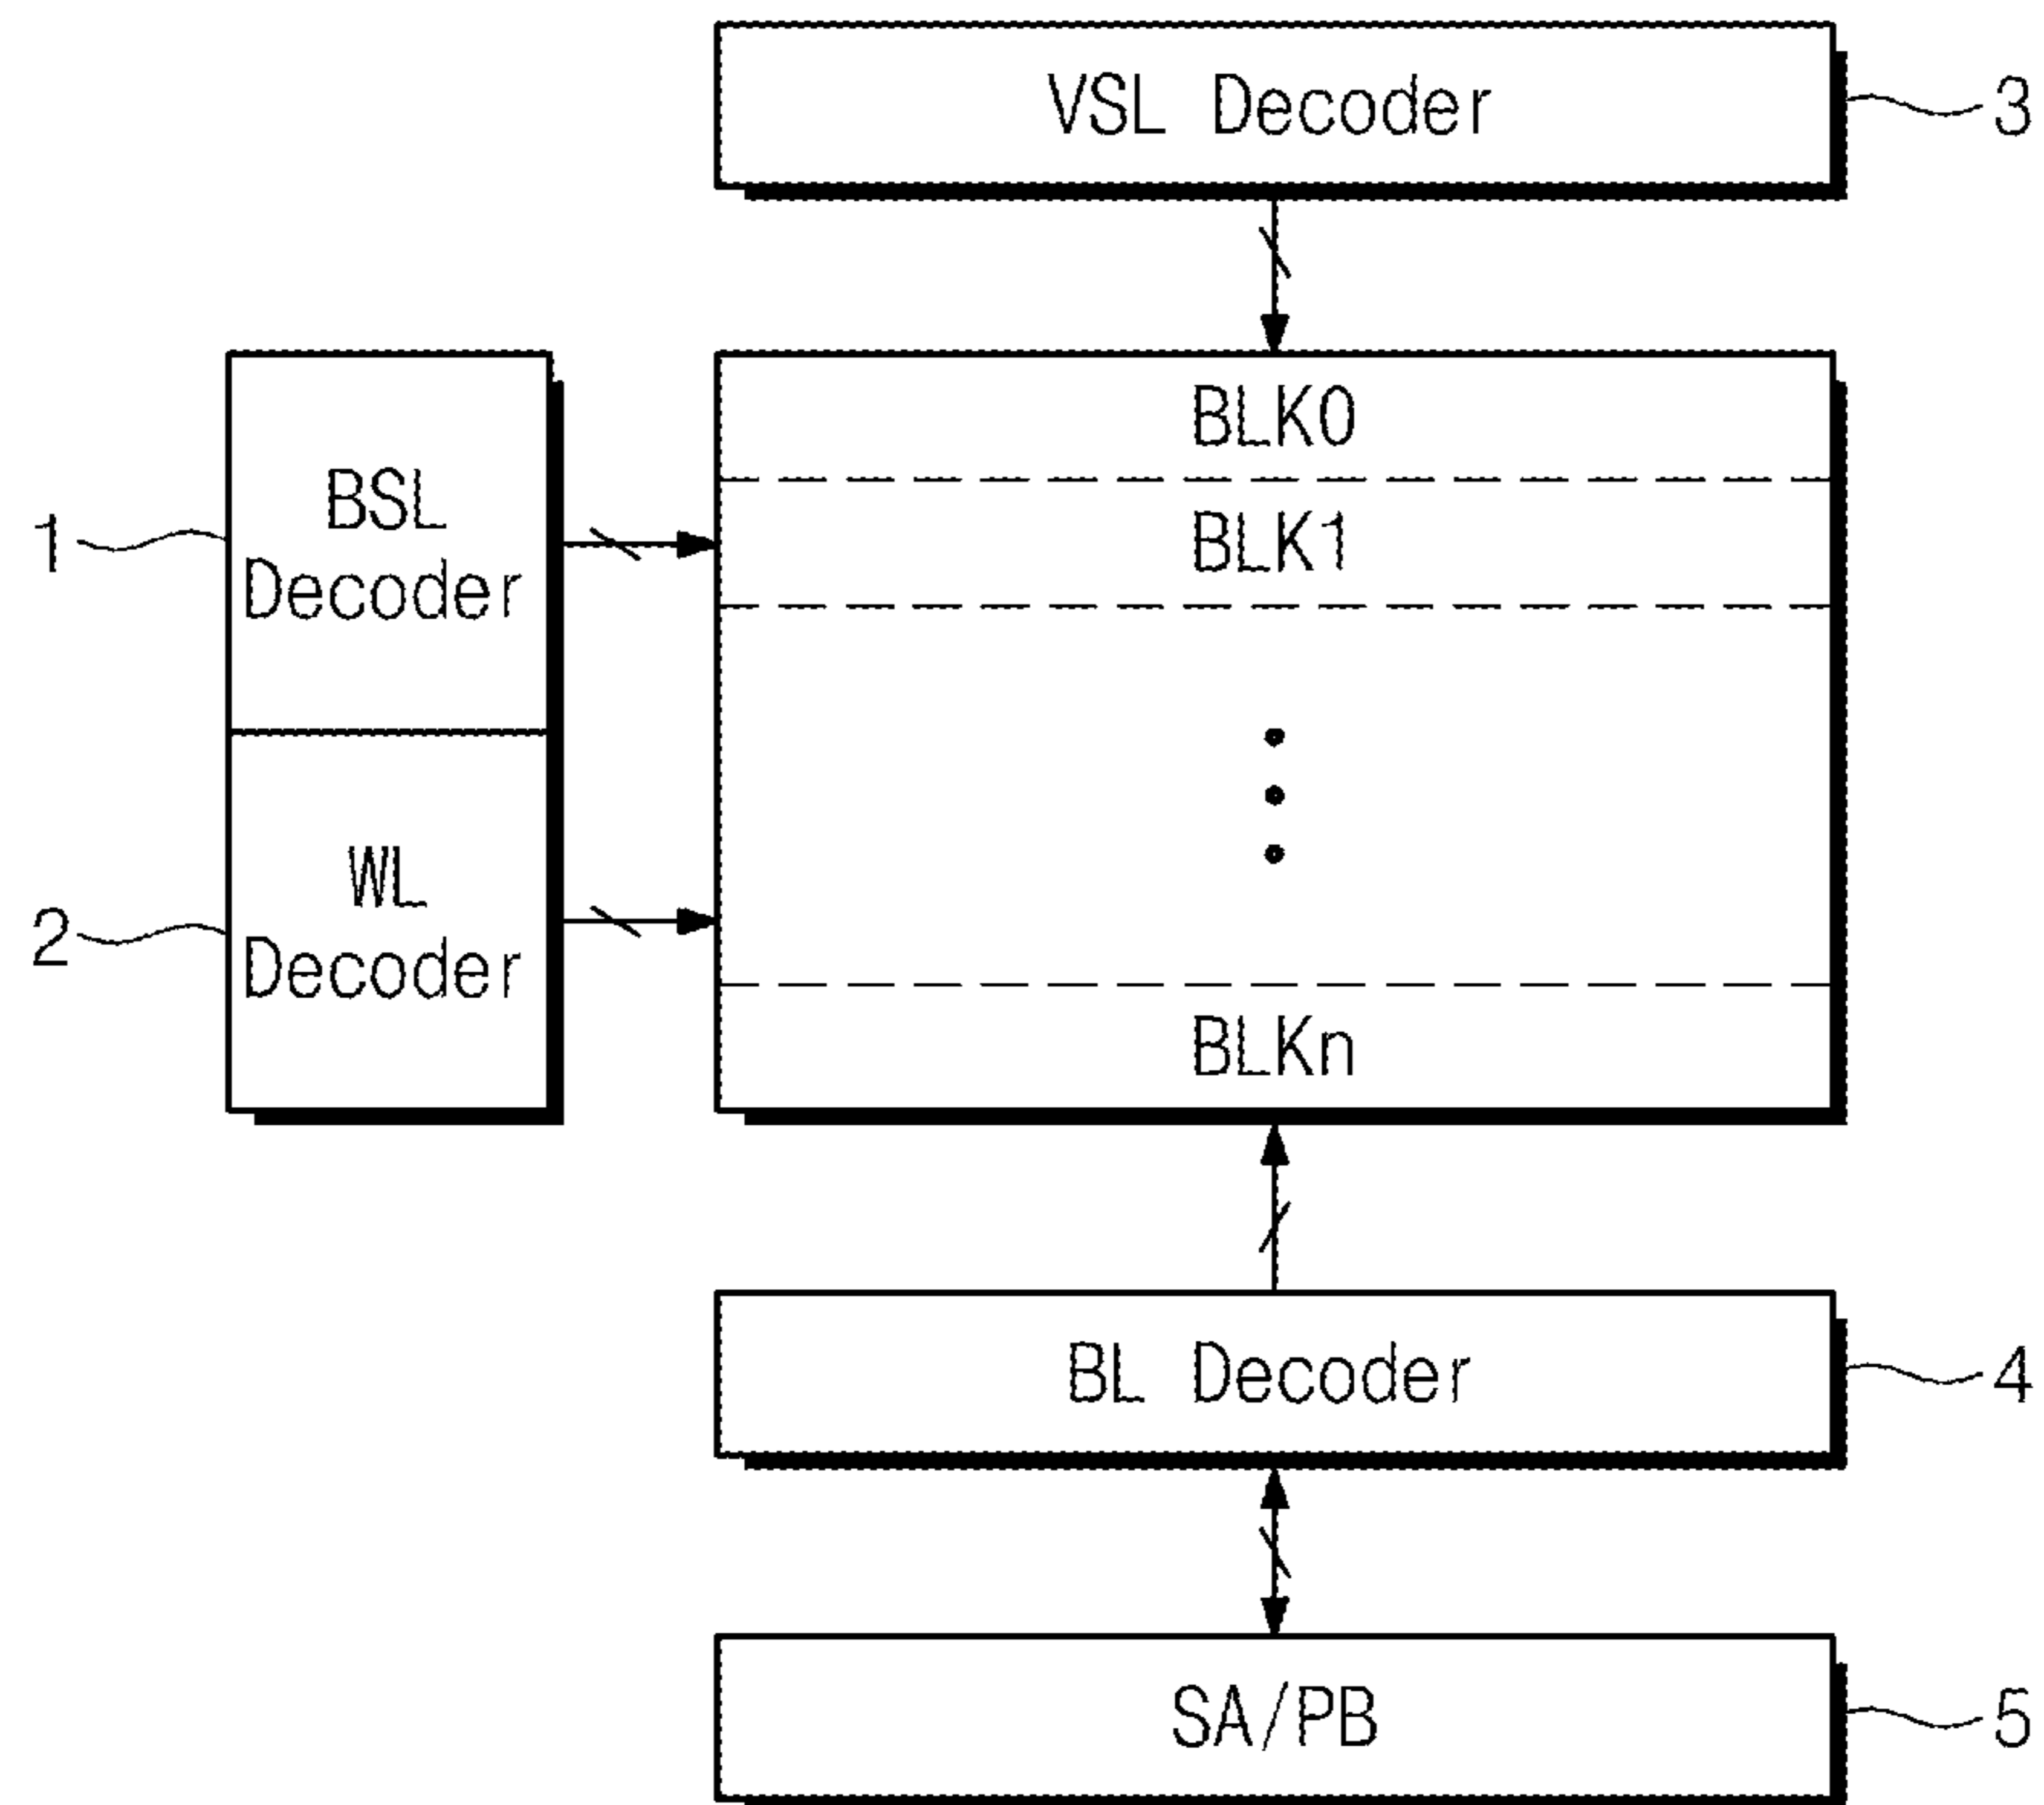 VSL Decoder
3
BLK0
BSL
Decoder
1
BLK1
WL
Decoder
2
BLKn
BL Decoder
4
SA/PB
5